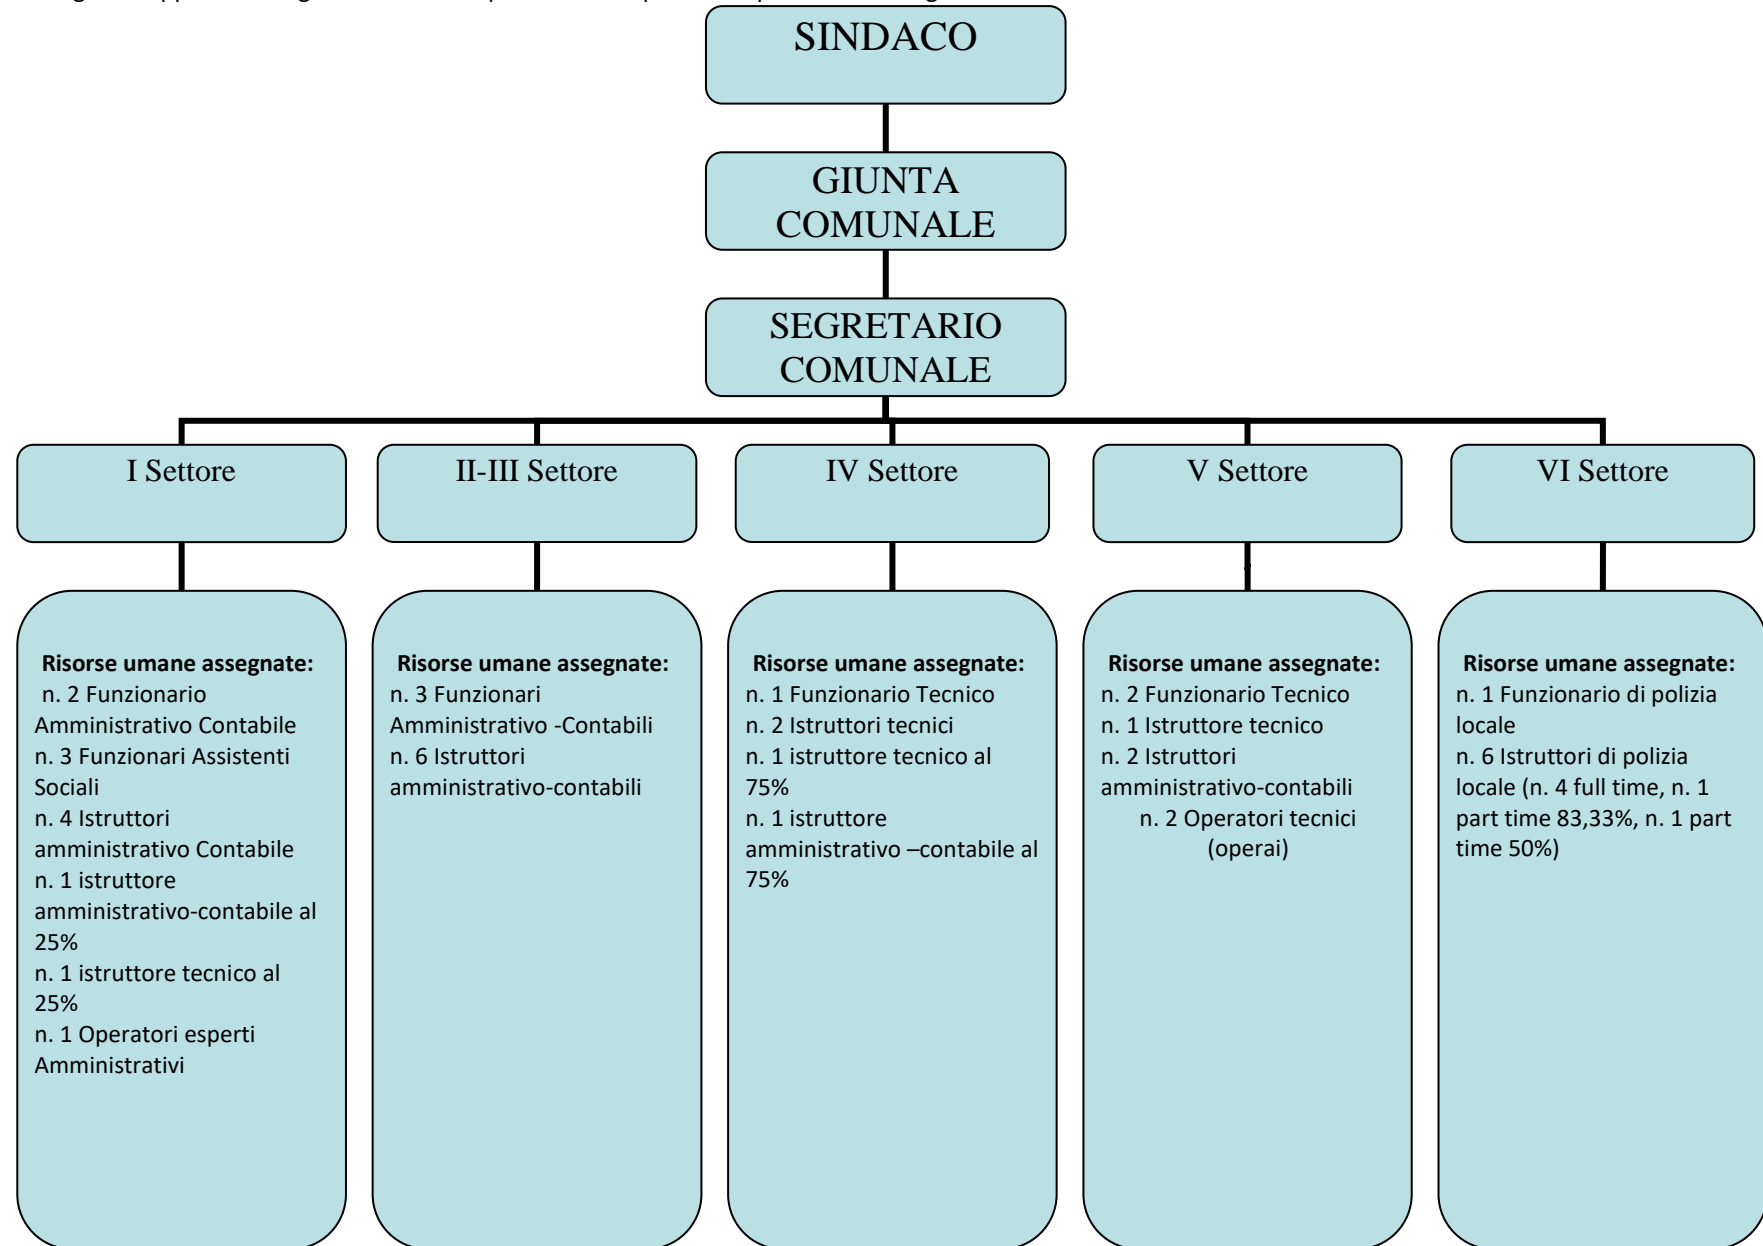 SINDACO
GIUNTA
COMUNALE
SEGRETARIO
COMUNALE
I Settore
II-III Settore
IV Settore
V Settore
VI Settore
Risorse umane assegnate:
n. 2 Funzionario
Amministrativo Contabile
n. 3 Funzionari Assistenti
Sociali
n. 4 Istruttori
amministrativo Contabile
n. 1 istruttore
amministrativo-contabile al
25%
n. 1 istruttore tecnico al
25%
n. 1 Operatori esperti
Amministrativi
Risorse umane assegnate:
n. 3 Funzionari
Amministrativo -Contabili
n. 6 Istruttori
amministrativo-contabili
Risorse umane assegnate:
n. 1 Funzionario Tecnico
n. 2 Istruttori tecnici
n. 1 istruttore tecnico al
75%
n. 1 istruttore
amministrativo –contabile al
75%
Risorse umane assegnate:
n. 2 Funzionario Tecnico
n. 1 Istruttore tecnico
n. 2 Istruttori
amministrativo-contabili
n. 2 Operatori tecnici
(operai)
Risorse umane assegnate:
n. 1 Funzionario di polizia
locale
n. 6 Istruttori di polizia
locale (n. 4 full time, n. 1
part time 83,33%, n. 1 part
time 50%)